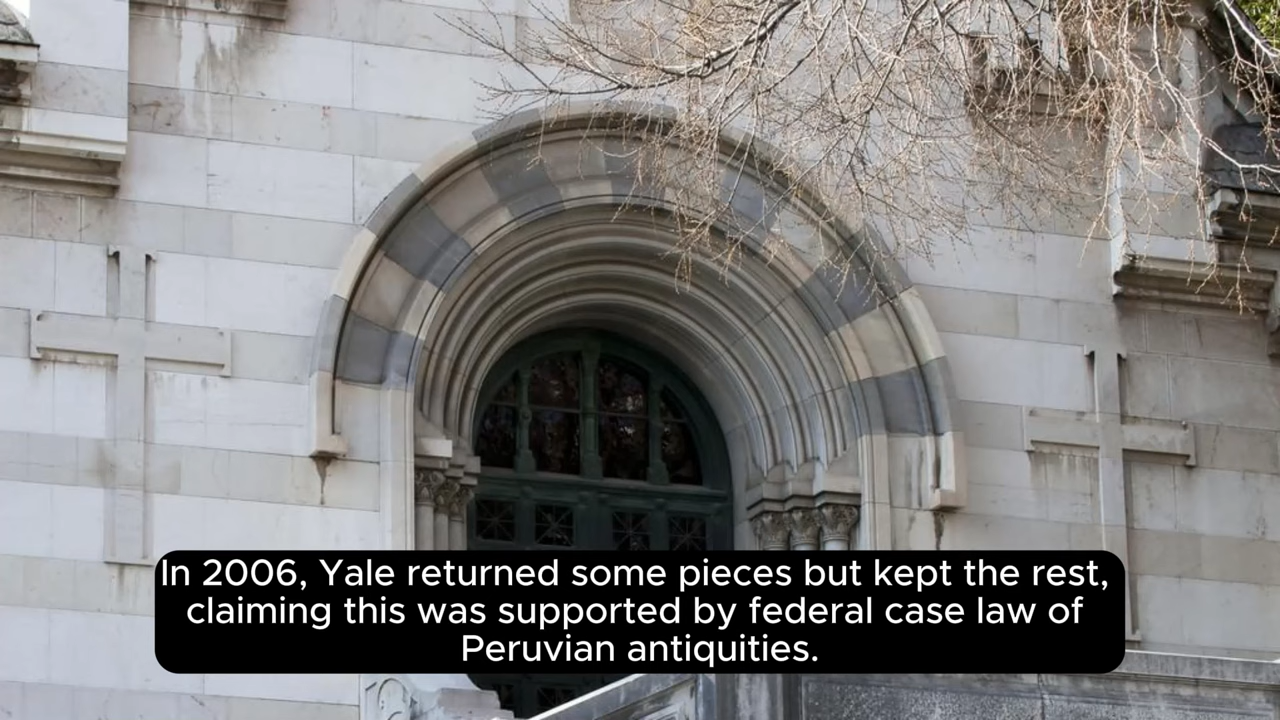 In 2006, Yale returned some pieces but kept the rest,
claiming this was supported by federal case law of
Peruvian antiquities.